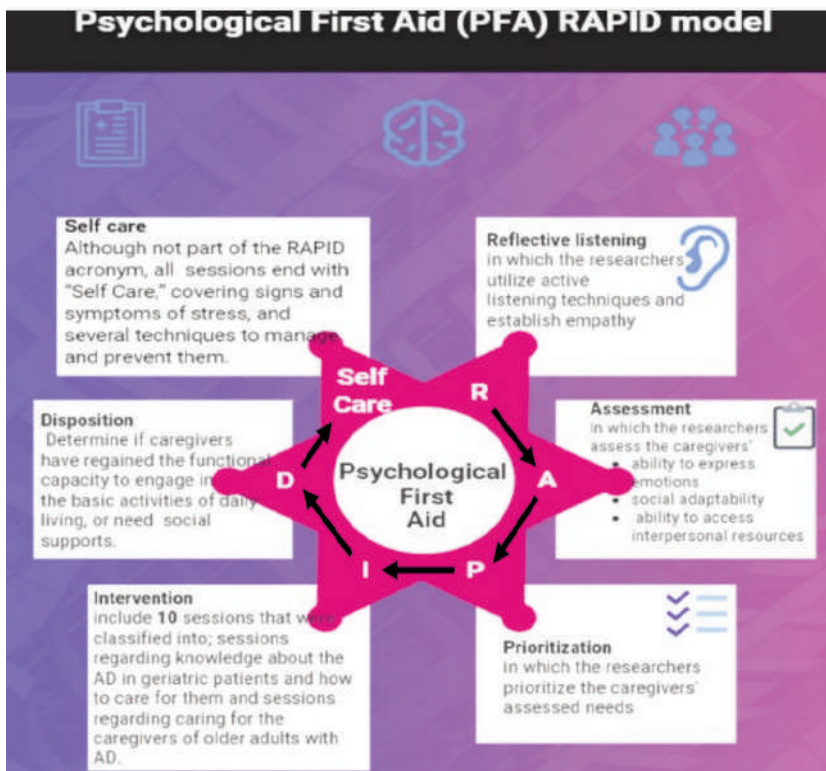 Psychological First Aid (PFA) RAPID model
Self care
Although not part of the RAPID
acronym, all sessions end with
"Self Care," covering signs and
symptoms of stress, and
several techniques to manage
and prevent them.
Reflective listening
in which the researchers
utilize active
listening techniques and
establish empathy
Self
Care
R
Disposition
Determine if caregivers
have regained the functional
capacity to engage in
the basic activities of daily
living, or need social
supports.
D
Psychological
First
Aid
A
Assessment
in which the researchers
assess the caregivers'
• ability to express
emotions
• social adaptability
• ability to access
interpersonal resources
I
P
Intervention
include 10 sessions that were
classified into; sessions
regarding knowledge about the
AD in geriatric patients and how
to care for them and sessions
regarding caring for the
caregivers of older adults with
AD.
Prioritization
in which the researchers
prioritize the caregivers'
assessed needs